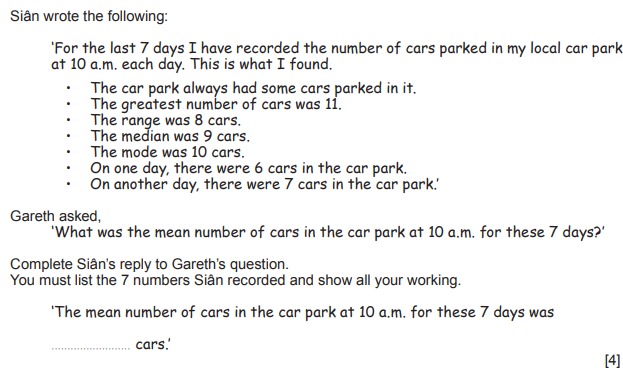 Siân wrote the following:
'For the last 7 days I have recorded the number of cars parked in my local car park
at 10 a.m. each day. This is what I found.
• The car park always had some cars parked in it.
• The greatest number of cars was 11.
• The range was 8 cars.
• The median was 9 cars.
• The mode was 10 cars.
• On one day, there were 6 cars in the car park.
• On another day, there were 7 cars in the car park.'
Gareth asked,
'What was the mean number of cars in the car park at 10 a.m. for these 7 days?'
Complete Siân's reply to Gareth's question.
You must list the 7 numbers Siân recorded and show all your working.
'The mean number of cars in the car park at 10 a.m. for these 7 days was
.......................... cars.'
[4]